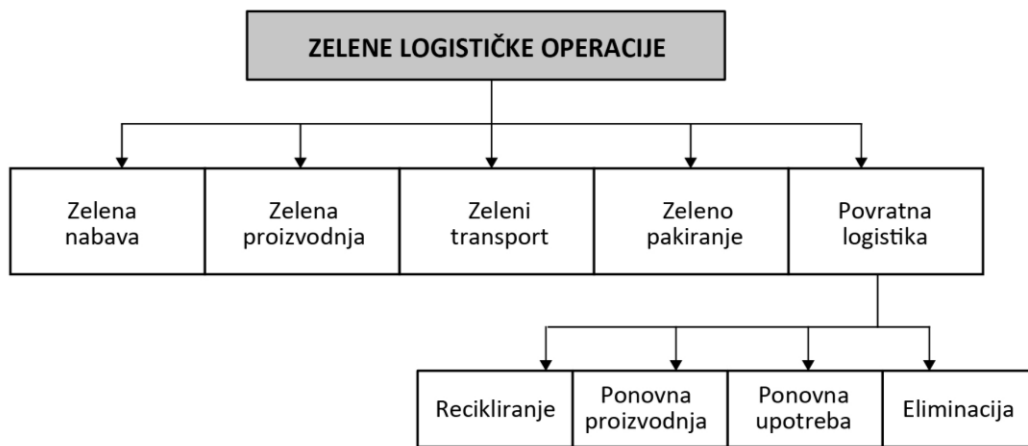 ZELENE LOGISTIČKE OPERACIJE
Zelena
nabava
Zelena
proizvodnja
Zeleni
transport
Zeleno
pakiranje
Povratna
logistika
Recikliranje
Ponovna
proizvodnja
Ponovna
upotreba
Eliminacija